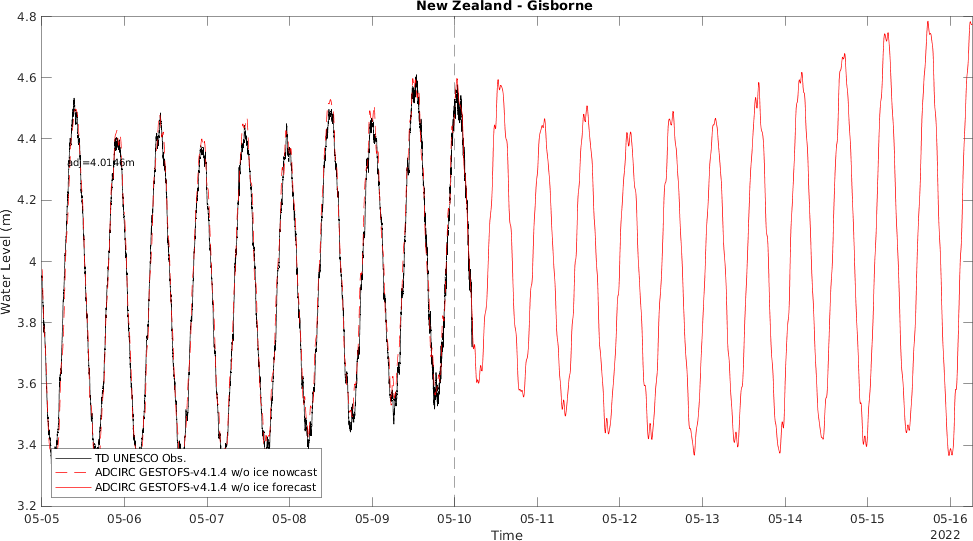 New Zealand - Gisborne
4.8
4.6
4.4
4.2
4
3.8
3.6
3.4
3.2
Water Level (m)
adj=4.0146m
TD UNESCO Obs.
ADCIRC GESTOFS-v4.1.4 w/o ice nowcast
ADCIRC GESTOFS-v4.1.4 w/o ice forecast
05-05 05-06 05-07 05-08 05-09 05-10 05-11 05-12 05-13 05-14 05-15 05-16
Time
2022